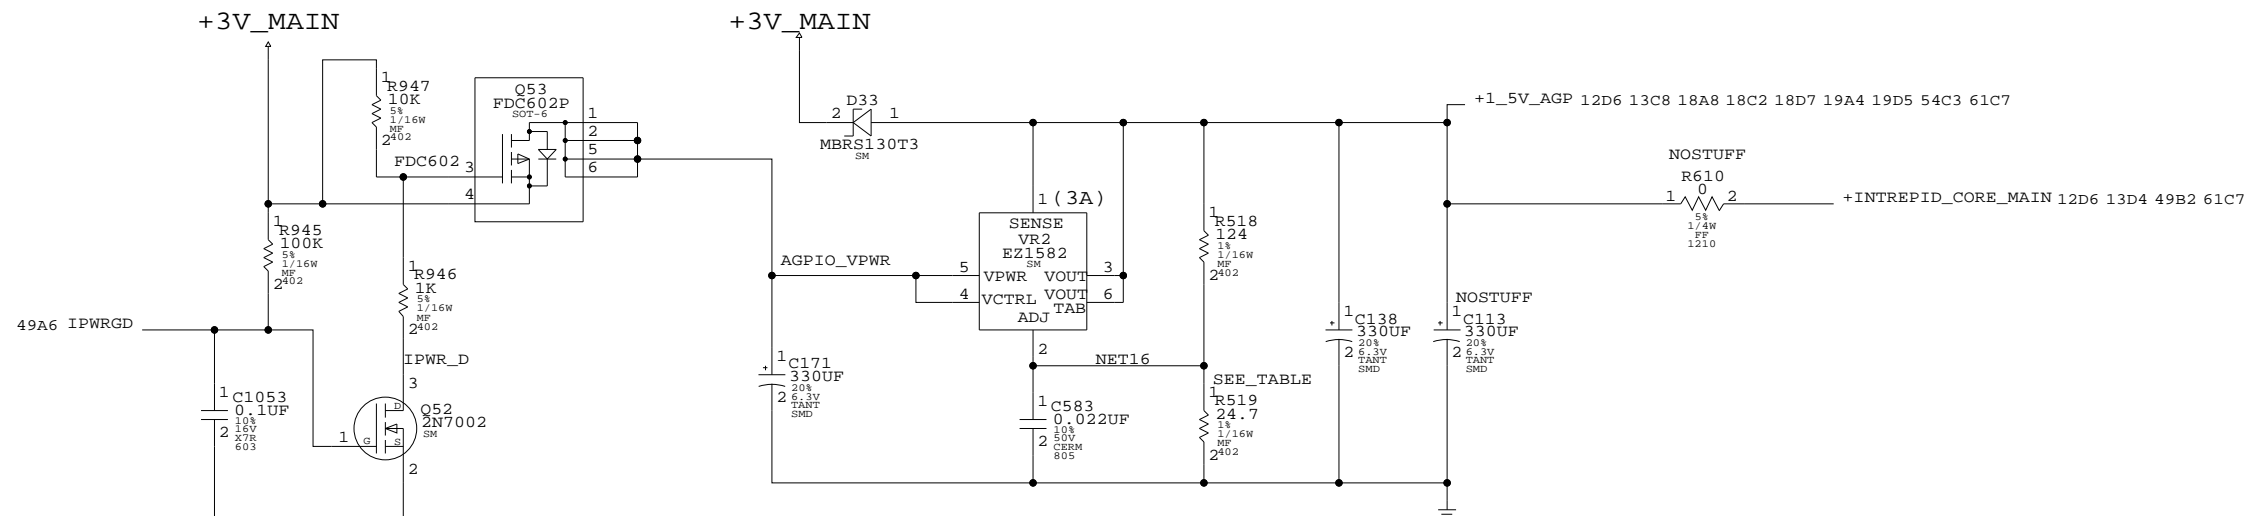 +3V_MAIN
+3V_MAIN
1
R947
10K
5%
1/16W
MF
402
2
Q53
FDC602P
SOT-6
1
2
5
6
FDC602
3
4
D33
2
1
MBRS130T3
SM
+1_5V_AGP 12D6 13C8 18A8 18C2 18D7 19A4 19D5 54C3 61C7
NOSTUFF
R610
0
1
2
5%
1/4W
FF
1210
+INTREPID_CORE_MAIN 12D6 13D4 49B2 61C7
1
R945
100K
5%
1/16W
MF
402
2
1
R946
1K
5%
1/16W
MF
402
2
49A6 IPWRGD
IPWR_D
3
1
C1053
0.1UF
10%
16V
X7R
603
2
Q52
2N7002
SM
D
G
S
1
2
AGPIO_VPWR
1
C171
330UF
20%
6.3V
TANT
SMD
2
+
1 (3A)
SENSE
VR2
EZ1582
SM
5
VPWR
VOUT
3
4
VCTRL
VOUT
TAB
6
ADJ
2
NET16
1
C583
0.022UF
10%
50V
CERM
805
2
1
R518
124
1%
1/16W
MF
402
2
SEE_TABLE
1
R519
24.7
1%
1/16W
MF
402
2
1
C138
330UF
20%
6.3V
TANT
SMD
2
+
NOSTUFF
1
C113
330UF
20%
6.3V
TANT
SMD
2
+